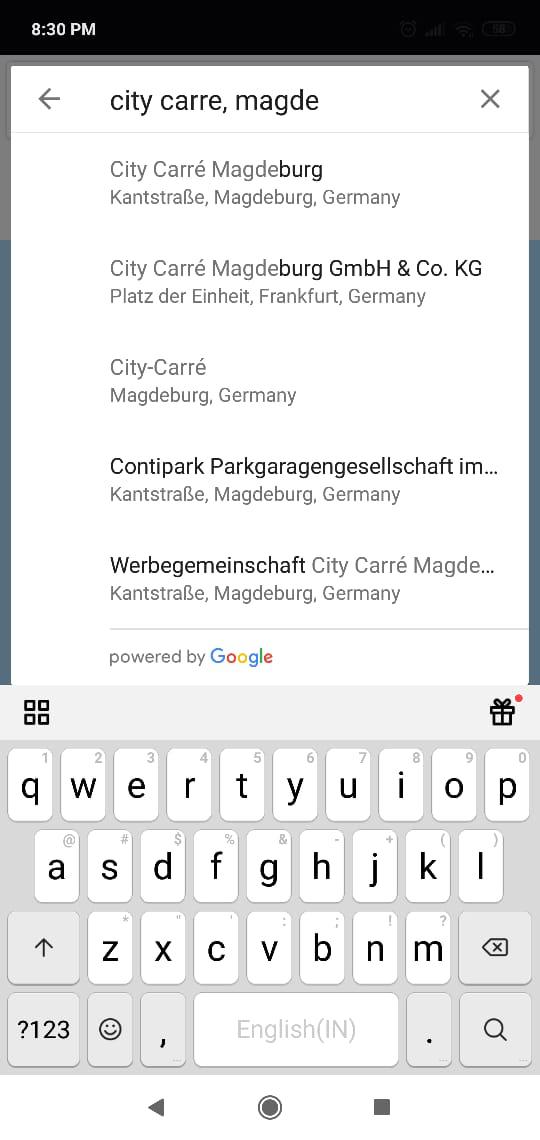 8:30 PM
58
city carre, magde
City Carré Magdeburg
Kantstraße, Magdeburg, Germany
City Carré Magdeburg GmbH & Co. KG
Platz der Einheit, Frankfurt, Germany
City-Carré
Magdeburg, Germany
Contipark Parkgaragengesellschaft im...
Kantstraße, Magdeburg, Germany
Werbegemeinschaft City Carré Magde...
Kantstraße, Magdeburg, Germany
powered by Google
1 2 3 4 5 6 7 8 9 0
q w e r t y u i o p
@ # $ % & - + ( )
a s d f g h j k l
* " ' : ; ! ?
z x c v b n m
?123 , English(IN) .